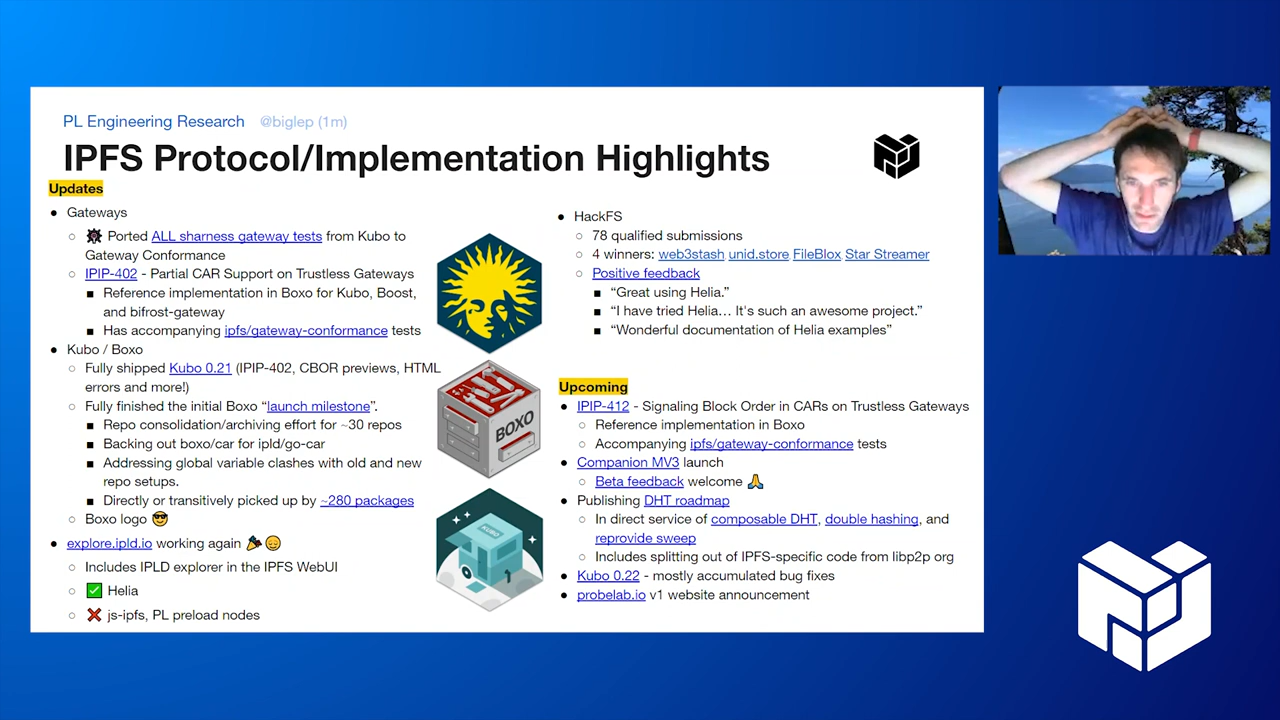 PL Engineering Research @biglep (1m)
IPFS Protocol/Implementation Highlights
Updates
● Gateways
○ Ported ALL sharness gateway tests from Kubo to
Gateway Conformance
○ IPIP-402 - Partial CAR Support on Trustless Gateways
■ Reference implementation in Boxo for Kubo, Boost,
and bifrost-gateway
■ Has accompanying ipfs/gateway-conformance tests
● Kubo / Boxo
○ Fully shipped Kubo 0.21 (IPIP-402, CBOR previews, HTML
errors and more!)
○ Fully finished the initial Boxo “launch milestone”.
■ Repo consolidation/archiving effort for ~30 repos
■ Backing out boxo/car for ipld/go-car
■ Addressing global variable clashes with old and new
repo setups.
■ Directly or transitively picked up by ~280 packages
○ Boxo logo 😎
● explore.ipld.io working again 🎉😌
○ Includes IPLD explorer in the IPFS WebUI
○ ✅ Helia
○ ❌ js-ipfs, PL preload nodes
BOXO
Kubo
● HackFS
○ 78 qualified submissions
○ 4 winners: web3stash unid.store FileBlox Star Streamer
○ Positive feedback
■ “Great using Helia.”
■ “I have tried Helia… It's such an awesome project.”
■ “Wonderful documentation of Helia examples”
Upcoming
● IPIP-412 - Signaling Block Order in CARs on Trustless Gateways
○ Reference implementation in Boxo
○ Accompanying ipfs/gateway-conformance tests
● Companion MV3 launch
○ Beta feedback welcome 🙏
● Publishing DHT roadmap
○ In direct service of composable DHT, double hashing, and
reprovide sweep
○ Includes splitting out of IPFS-specific code from libp2p org
● Kubo 0.22 - mostly accumulated bug fixes
● probelab.io v1 website announcement